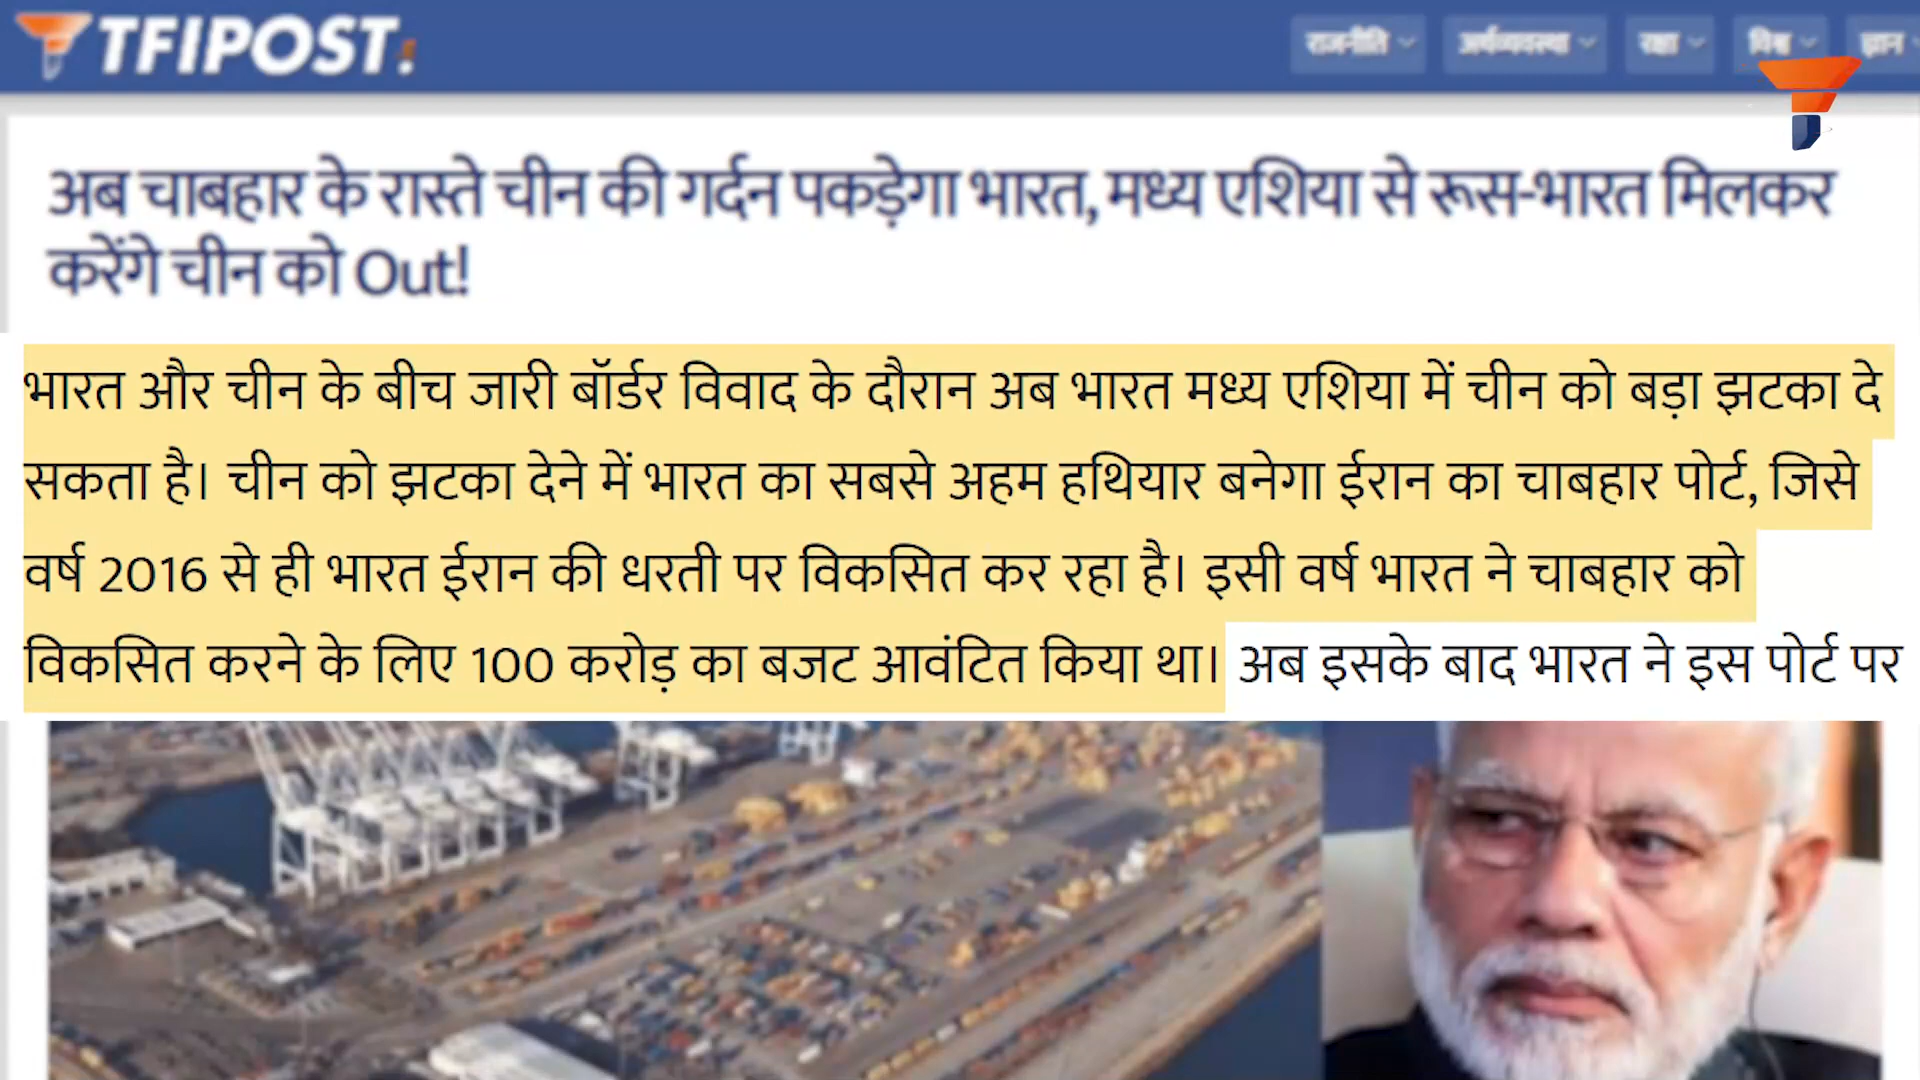 TFIPOST
राजनीति
अर्थव्यवस्था
रक्षा
विश्व
ज्ञान
अब चाबहार के रास्ते चीन की गर्दन पकड़ेगा भारत, मध्य एशिया से रूस-भारत मिलकर
करेंगे चीन को Out!
भारत और चीन के बीच जारी बॉर्डर विवाद के दौरान अब भारत मध्य एशिया में चीन को बड़ा झटका दे
सकता है। चीन को झटका देने में भारत का सबसे अहम हथियार बनेगा ईरान का चाबहार पोर्ट, जिसे
वर्ष 2016 से ही भारत ईरान की धरती पर विकसित कर रहा है। इसी वर्ष भारत ने चाबहार को
विकसित करने के लिए 100 करोड़ का बजट आवंटित किया था। अब इसके बाद भारत ने इस पोर्ट पर